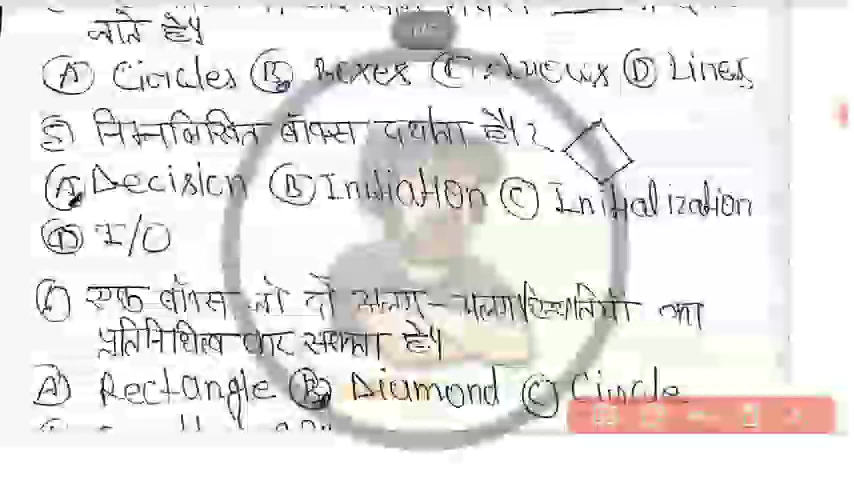 जाते है।
(A) Circles (B) Boxes (C) (D) Lines
5) निम्नलिखित बॉक्स दर्शाता है।?
(A) Decision (B) Initiation (C) Initialization
(D) I/O
6) एक बॉक्स जो दो अलग-अलग स्थितियों का
प्रतिनिधित्व कर सकता है।
A) Rectangle (B) Diamond (C) Circle